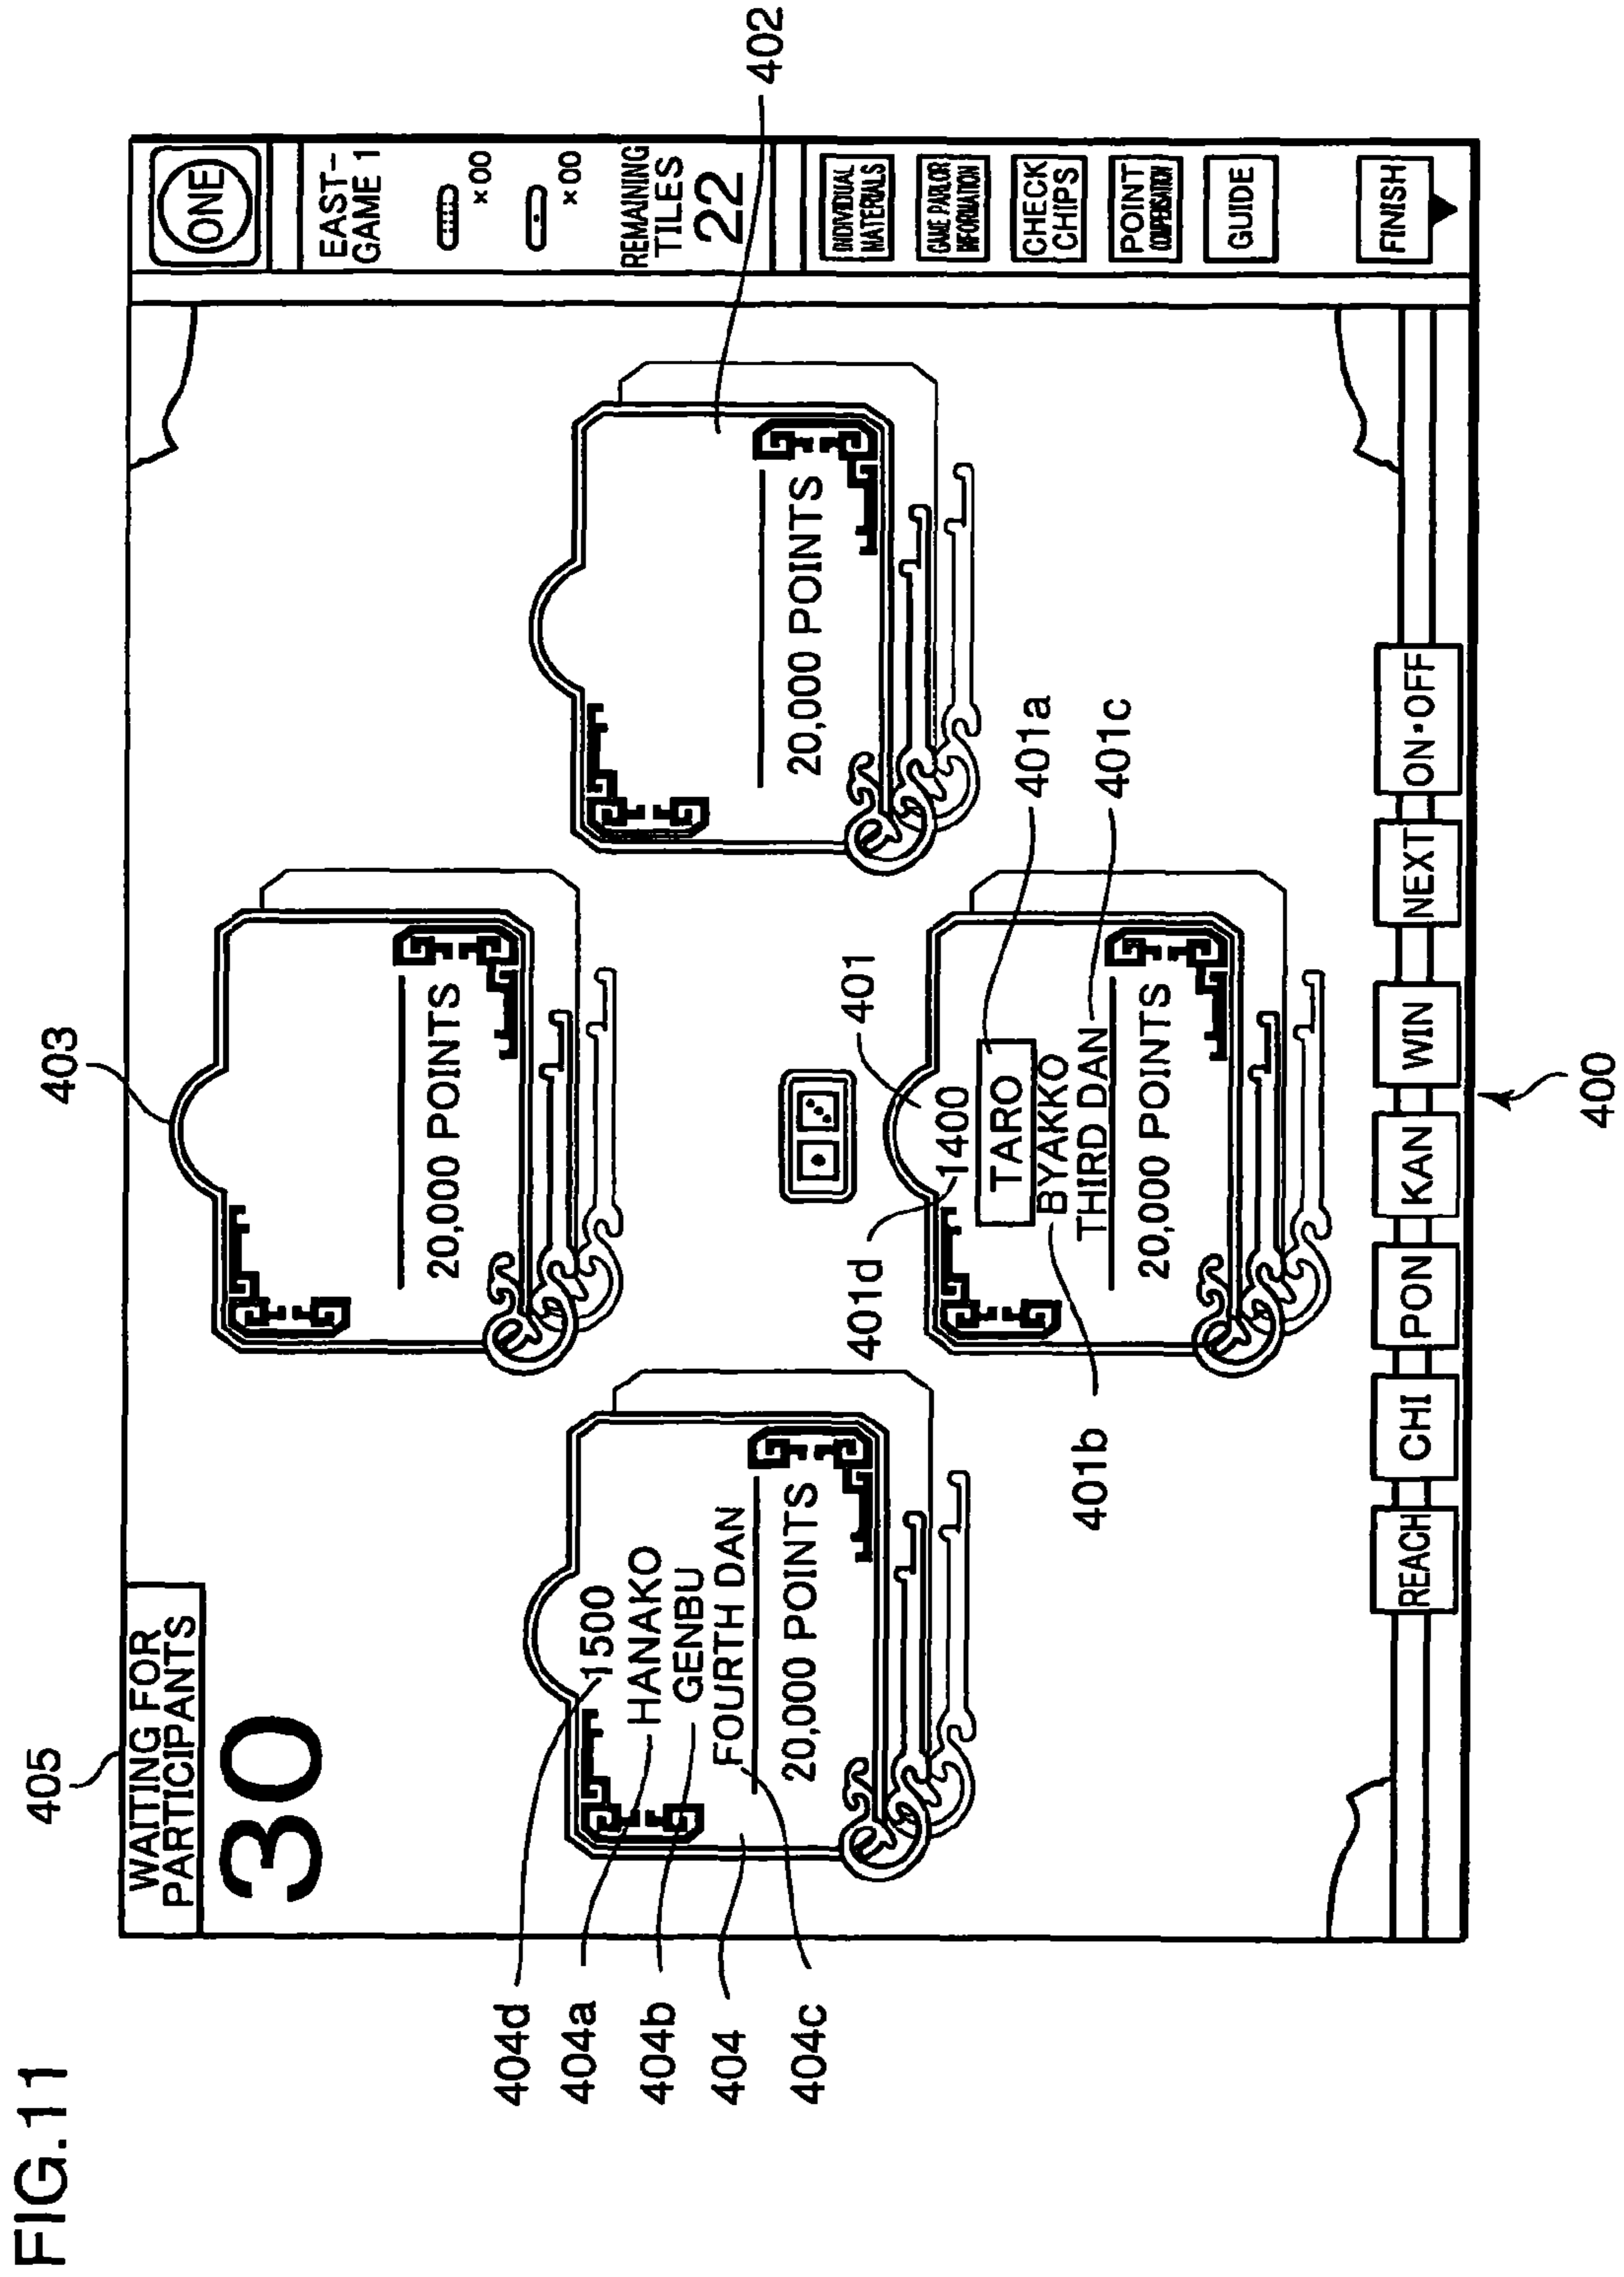 FIG.11
405
WAITING FOR
PARTICIPANTS
30
403
20,000 POINTS
404d
404a
404b
404
404c
1500
HANAKO
GENBU
FOURTH DAN
20,000 POINTS
402
20,000 POINTS
401d
401
1400
TARO
BYAKKO
THIRD DAN
20,000 POINTS
401a
401c
401b
ONE
EAST-
GAME 1
×00
×00
REMAINING
TILES
22
INDIVIDUAL
MATERIALS
GAME PARLOR
INFORMATION
CHECK
CHIPS
POINT
COMPENSATION
GUIDE
FINISH
REACH
CHI
PON
KAN
WIN
NEXT
ON•OFF
400